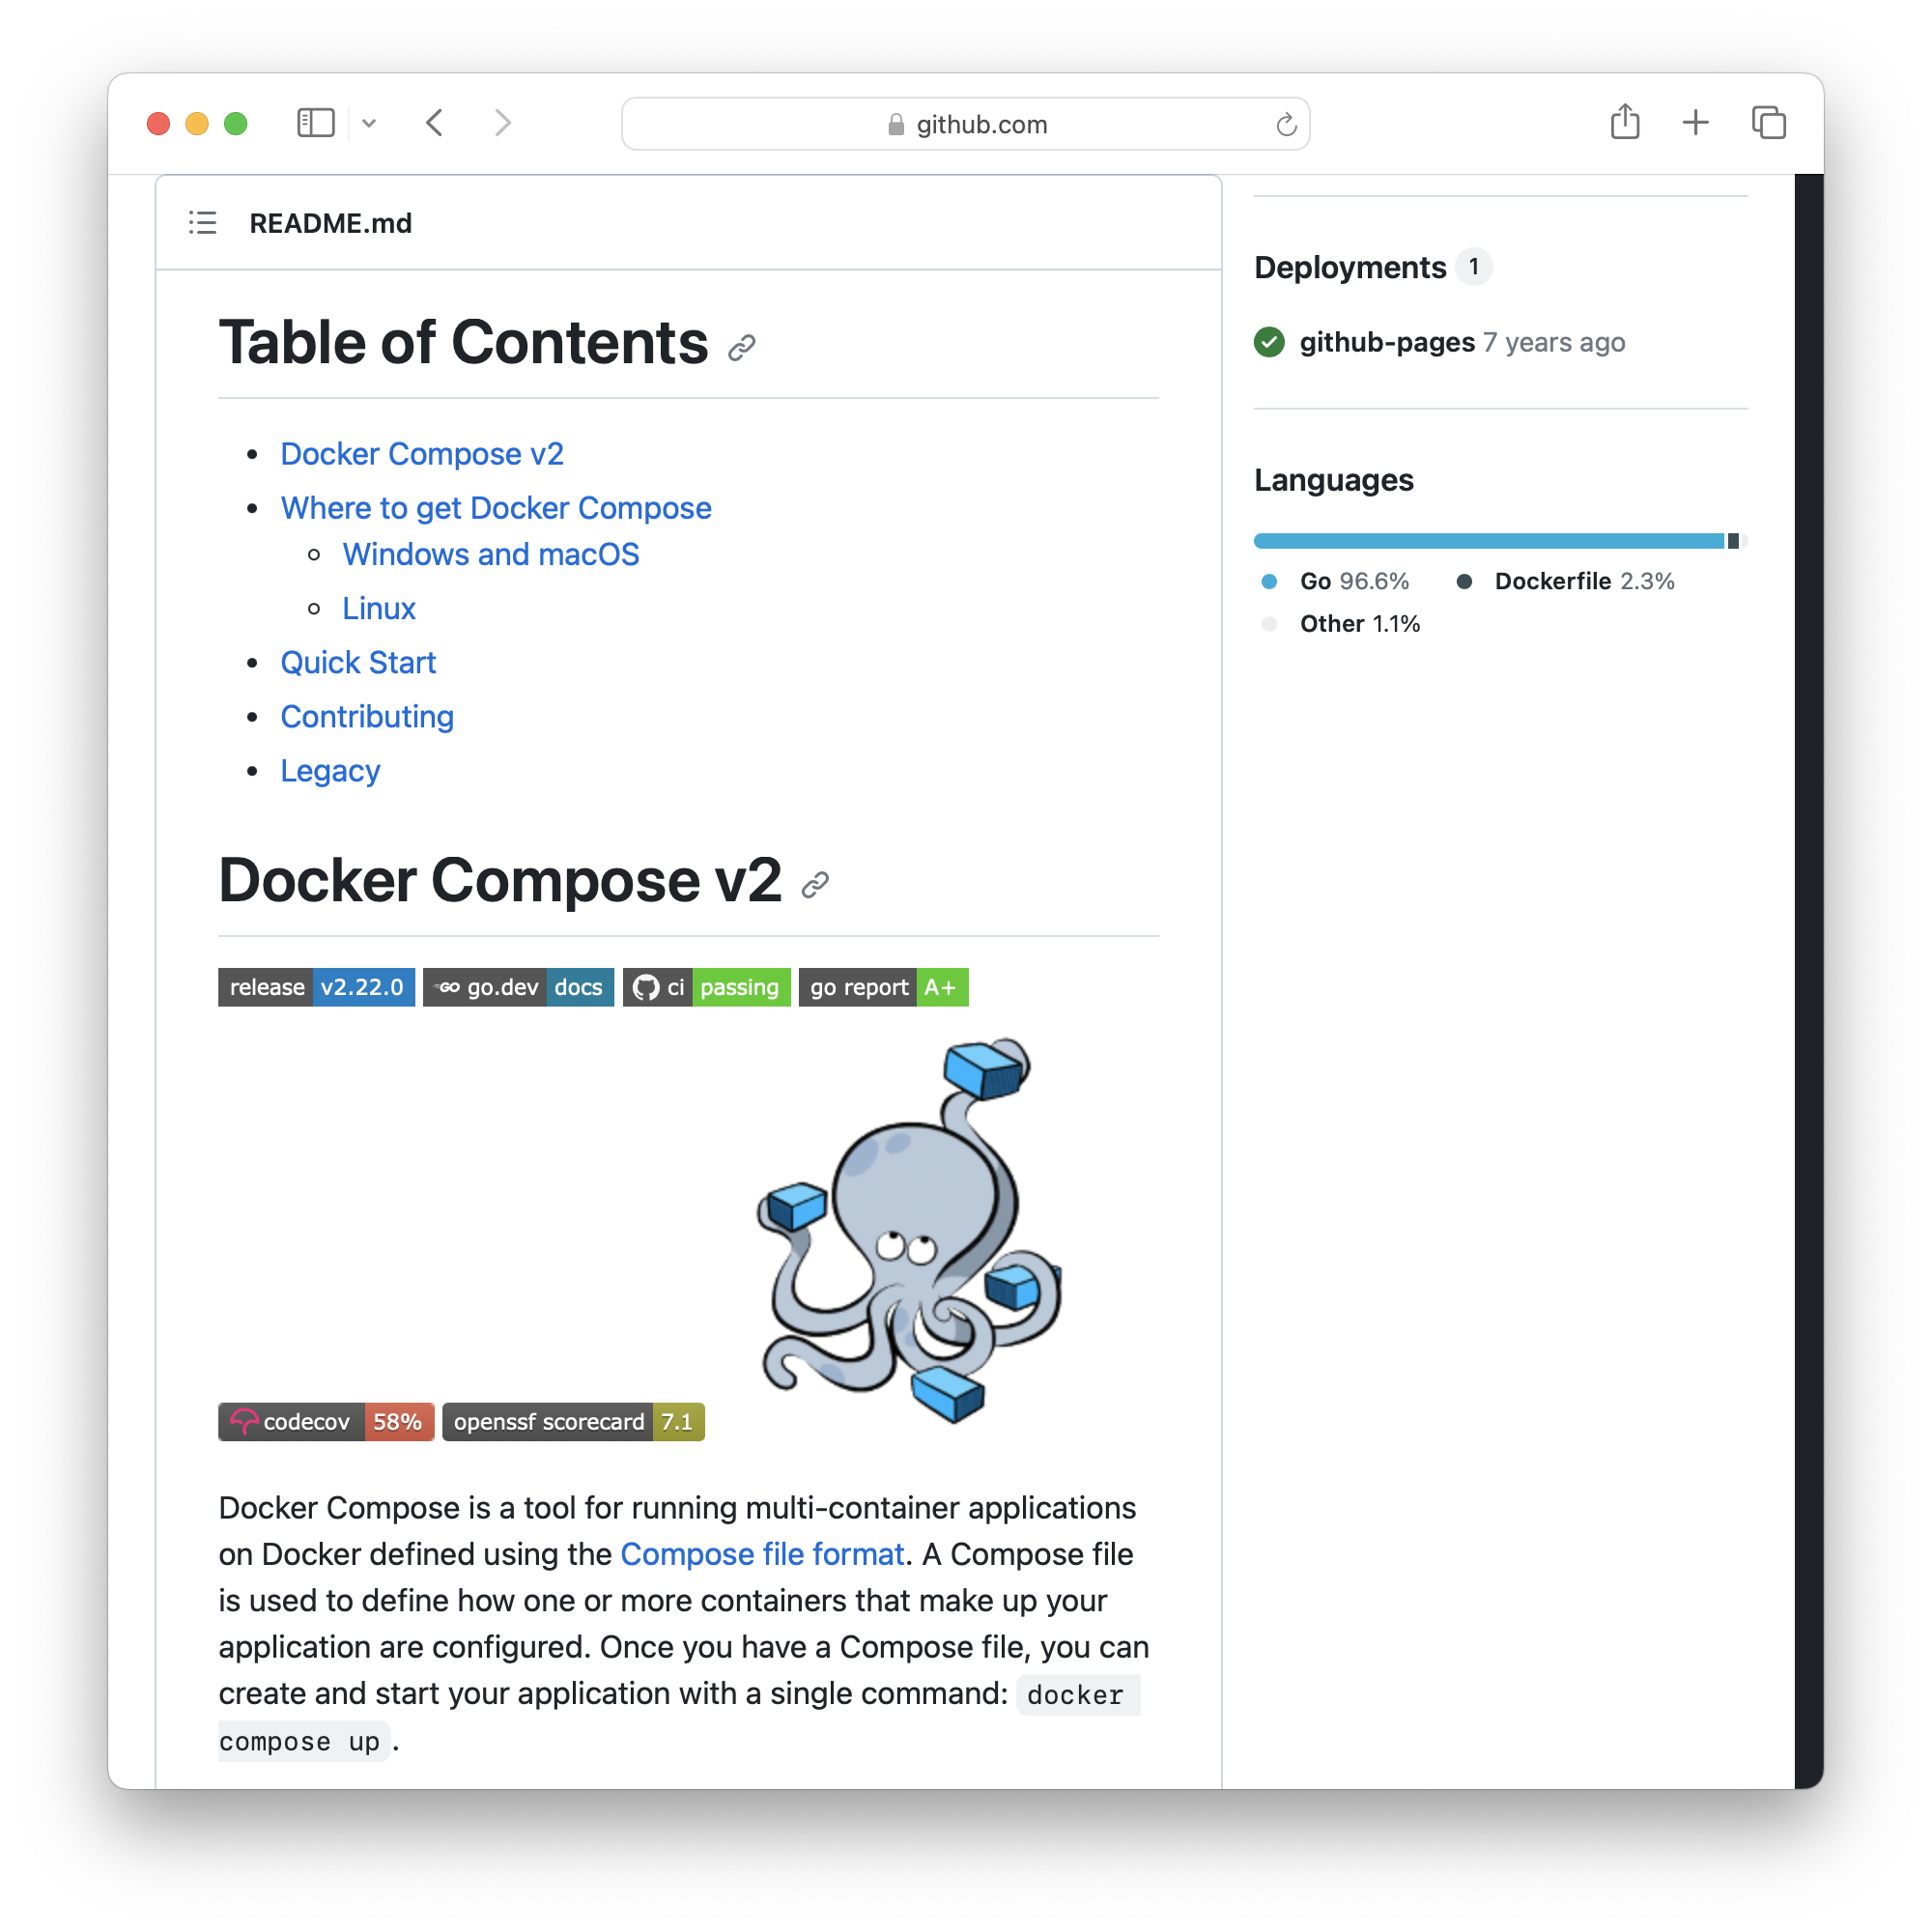 github.com
README.md
Table of Contents
Docker Compose v2
Where to get Docker Compose
Windows and macOS
Linux
Quick Start
Contributing
Legacy
Docker Compose v2
release v2.22.0 GO go.dev docs ci passing go report A+
codecov 58% openssf scorecard 7.1
Docker Compose is a tool for running multi-container applications
on Docker defined using the Compose file format. A Compose file
is used to define how one or more containers that make up your
application are configured. Once you have a Compose file, you can
create and start your application with a single command: docker
compose up.
Deployments 1
github-pages 7 years ago
Languages
Go 96.6% Dockerfile 2.3%
Other 1.1%